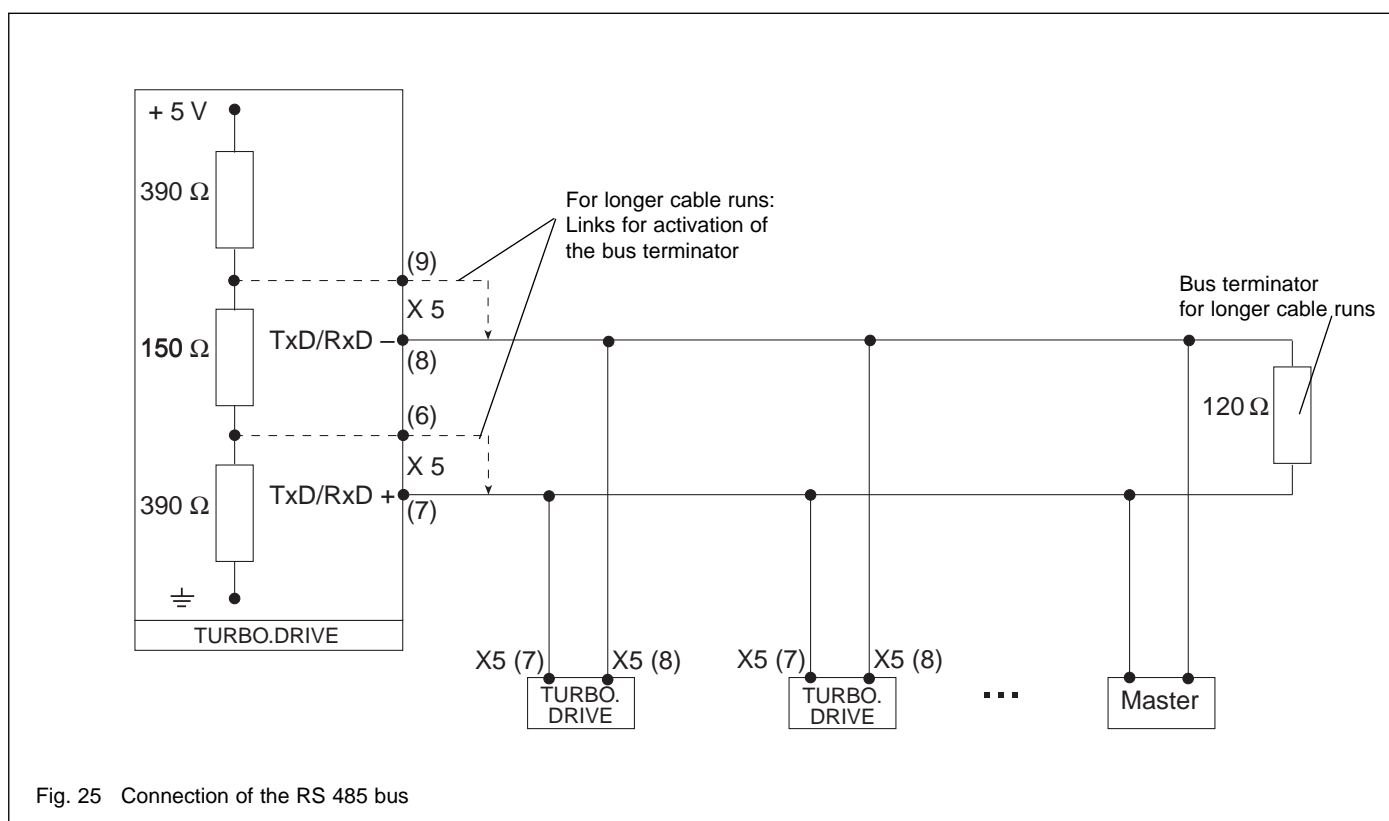 + 5 V
390 Ω
For longer cable runs:
Links for activation of
the bus terminator
(9)
X 5
Bus terminator
for longer cable runs
150 Ω
TxD/RxD –
(8)
(6)
120 Ω
X 5
390 Ω
TxD/RxD +
(7)
TURBO.DRIVE
X5 (7)
X5 (8)
X5 (7)
X5 (8)
TURBO.
DRIVE
TURBO.
DRIVE
...
Master
Fig. 25 Connection of the RS 485 bus